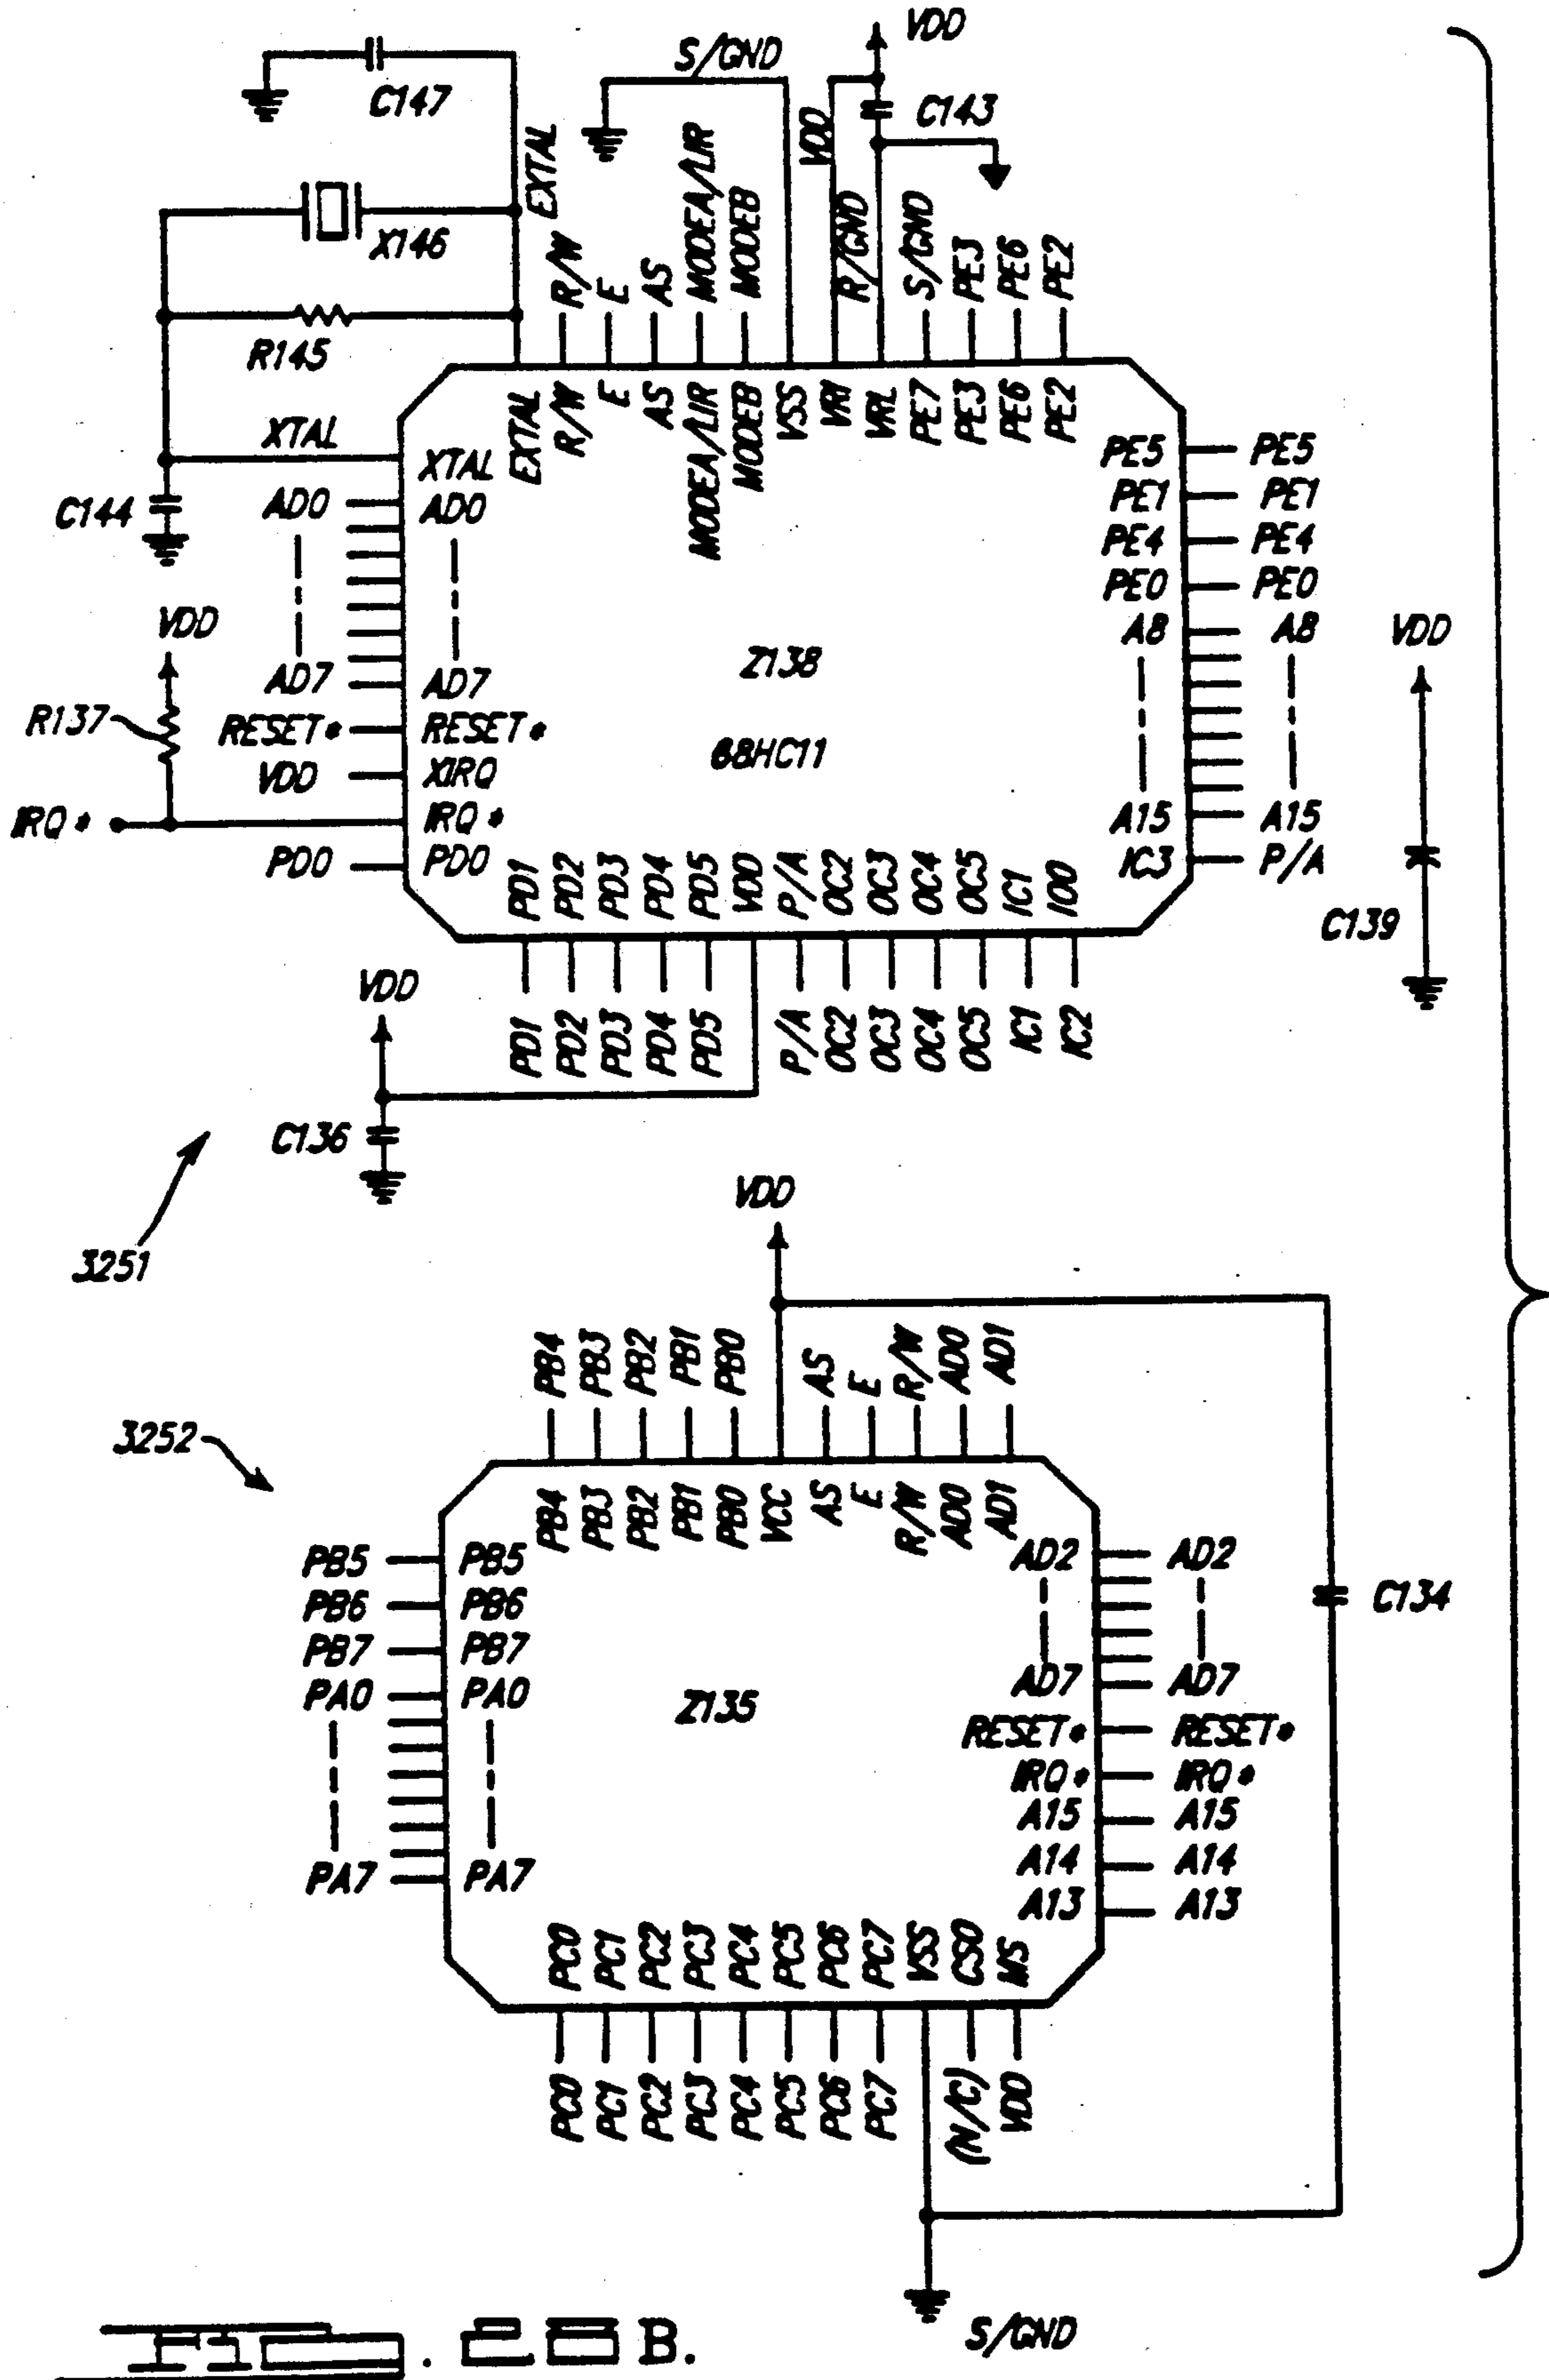 VDD
S/GND
C147
C143
VDD
EXTAL
R/W
E
AS
MODEA/LIR
MODEB
R/GND
S/GND
PE3
PE6
PE2
X146
R145
EXTAL
R/W
E
AS
MODEA/LIR
MODEB
VSS
VRL
PE7
PE3
PE6
PE2
XTAL
XTAL
PE5
PE5
C144
AD0
AD0
PE1
PE1
PE4
PE4
PE0
PE0
VDD
A8
A8
VDD
Z138
AD7
AD7
R137
RESET*
RESET*
68HC11
VDD
XIRQ
IRQ*
IRQ*
A15
A15
PD0
PD0
IC3
P/A
PD1
PD2
PD3
PD4
PD5
VDD
P/A
OC2
OC3
OC4
OC5
IC1
C139
VDD
PD1
PD2
PD3
PD4
PD5
P/A
OC2
OC3
OC4
OC5
IC1
IC2
C136
VDD
3251
PB4
PB3
PB2
PB1
PB0
AS
E
R/W
AD0
AD1
3252
PB4
PB3
PB2
PB1
PB0
VCC
AS
E
R/W
AD0
AD1
PB5
PB5
AD2
AD2
PB6
PB6
C134
PB7
PB7
PA0
PA0
Z135
AD7
AD7
RESET*
RESET*
IRQ*
IRQ*
A15
A15
PA7
PA7
A14
A14
A13
A13
PC0
PC1
PC2
PC3
PC4
PC5
PC6
PC7
VSS
CS0
PC0
PC1
PC2
PC3
PC4
PC5
PC6
PC7
(N/C)
VDD
S/GND
FIG. 28B.